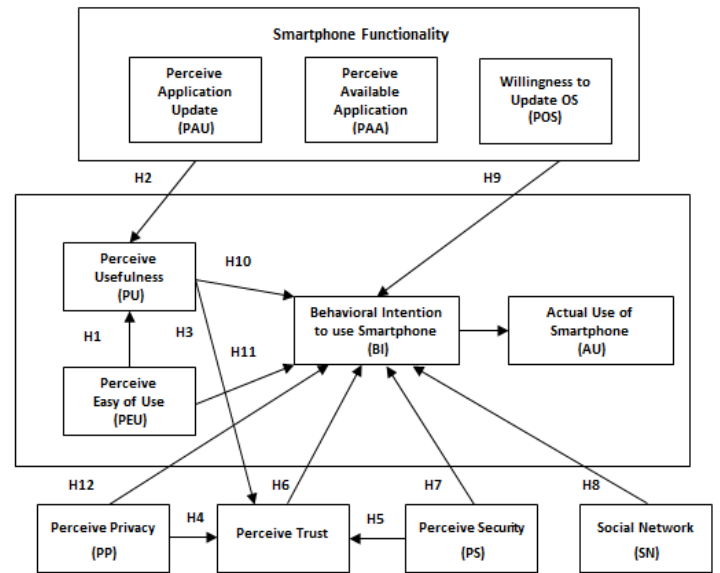 Smartphone Functionality
Perceive
Application
Update
(PAU)
Perceive
Available
Application
(PAA)
Willingness to
Update OS
(POS)
H2
H9
Perceive
Usefulness
(PU)
H10
Behavioral Intention
to use Smartphone
(BI)
Actual Use of
Smartphone
(AU)
H1
H3
H11
Perceive
Easy of Use
(PEU)
H12
H6
H7
H8
Perceive Privacy
(PP)
H4
Perceive Trust
H5
Perceive Security
(PS)
Social Network
(SN)